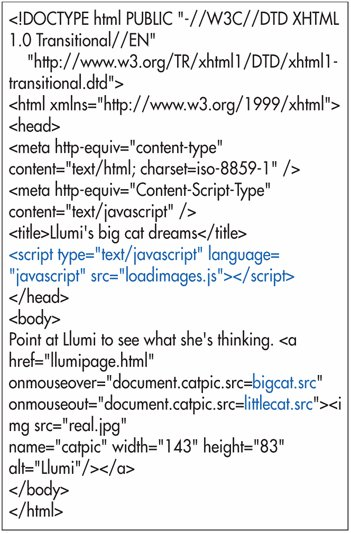 <!DOCTYPE html PUBLIC "-//W3C//DTD XHTML
1.0 Transitional//EN"
"http://www.w3.org/TR/xhtml1/DTD/xhtml1-
transitional.dtd">
<html xmlns="http://www.w3.org/1999/xhtml">
<head>
<meta http-equiv="content-type"
content="text/html; charset=iso-8859-1" />
<meta http-equiv="Content-Script-Type"
content="text/javascript" />
<title>Llumi's big cat dreams</title>
<script type="text/javascript" language=
"javascript" src="loadimages.js"></script>
</head>
<body>
Point at Llumi to see what she's thinking. <a
href="llumipage.html"
onmouseover="document.catpic.src=bigcat.src"
onmouseout="document.catpic.src=littlecat.src"><i
mg src="real.jpg"
name="catpic" width="143" height="83"
alt="Llumi"/></a>
</body>
</html>